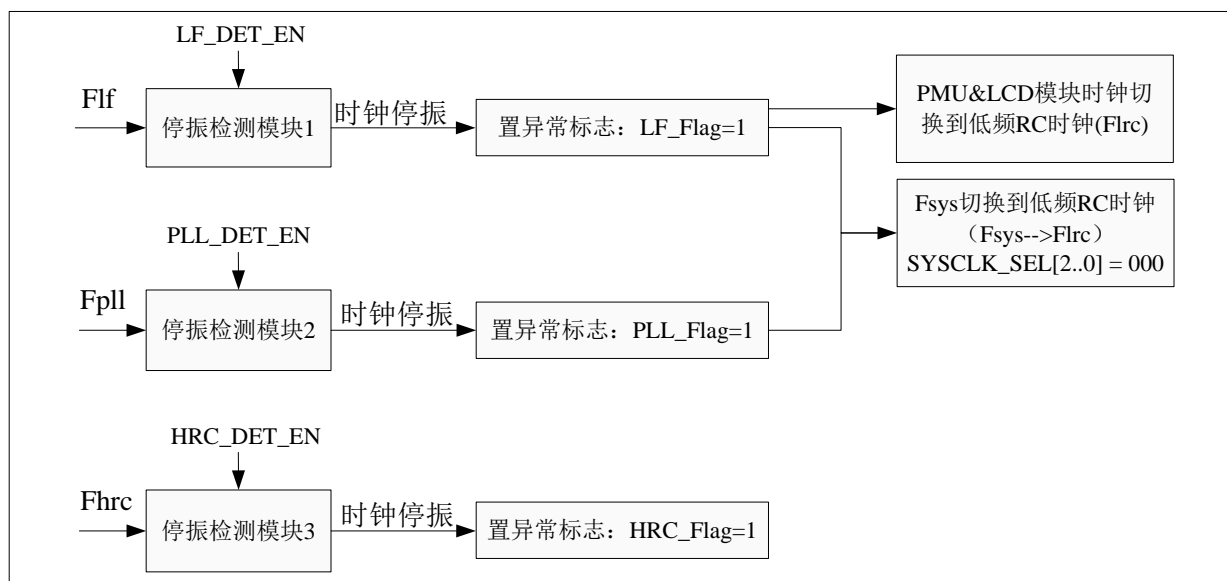 LF_DET_EN
Flf
停振检测模块1
时钟停振
置异常标志：LF_Flag=1
PMU&LCD模块时钟切
换到低频RC时钟(Flrc)
Fsys切换到低频RC时钟
（Fsys-->Flrc）
SYSCLK_SEL[2..0] = 000
PLL_DET_EN
Fpll
停振检测模块2
时钟停振
置异常标志：PLL_Flag=1
HRC_DET_EN
Fhrc
停振检测模块3
时钟停振
置异常标志：HRC_Flag=1